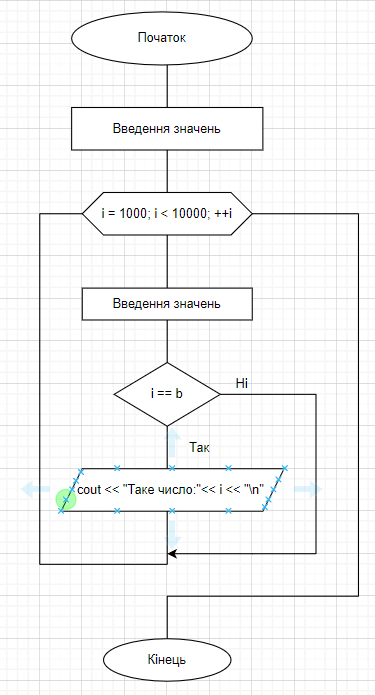 Початок
Введення значень
i = 1000; i < 10000; ++i
Введення значень
i == b
Ні
Так
cout << "Таке число:"<< i << "\n"
Кінець